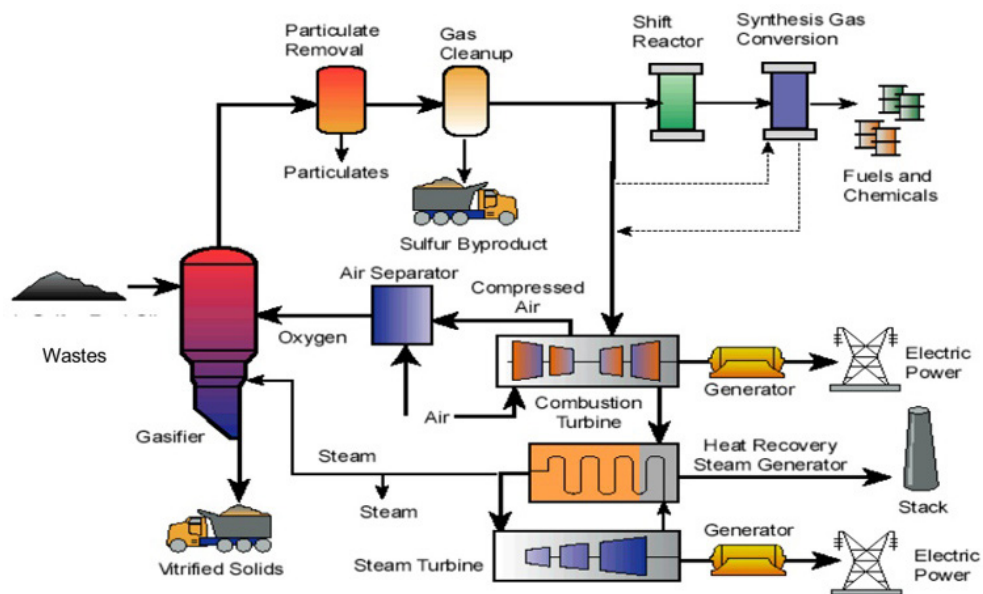 Particulate
Removal
Gas
Cleanup
Shift
Reactor
Synthesis Gas
Conversion
Particulates
Sulfur Byproduct
Fuels and
Chemicals
Air Separator
Compressed
Air
Oxygen
Wastes
Air
Combustion
Turbine
Generator
Electric
Power
Gasifier
Steam
Steam
Heat Recovery
Steam Generator
Stack
Vitrified Solids
Steam Turbine
Generator
Electric
Power